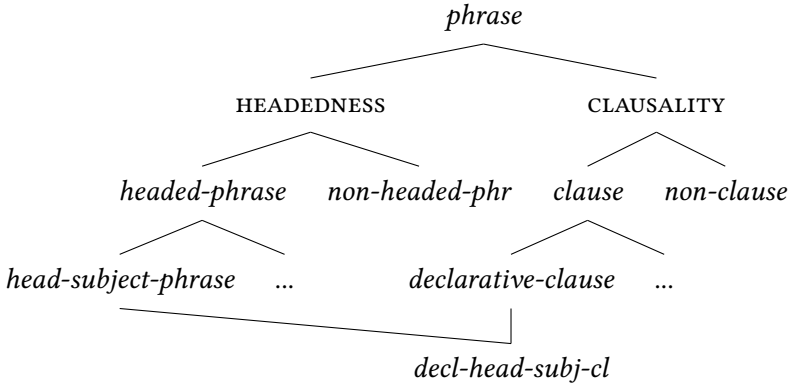 phrase
HEADEDNESS CLAUSALITY
headed-phrase non-headed-phr clause non-clause
head-subject-phrase ... declarative-clause ...
decl-head-subj-cl